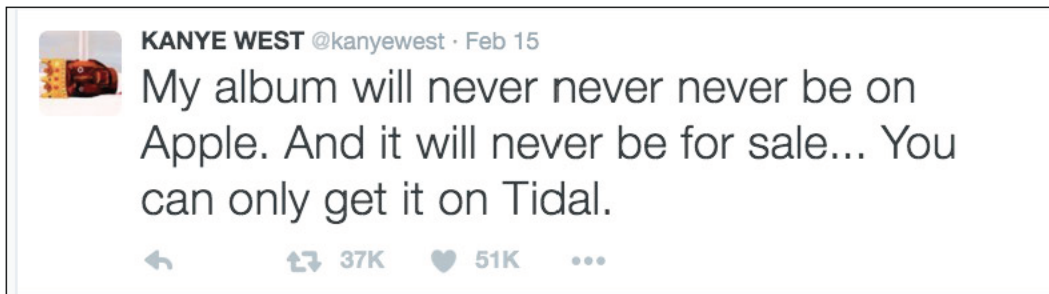 KANYE WEST @kanyewest · Feb 15
My album will never never never be on
Apple. And it will never be for sale... You
can only get it on Tidal.
37K 51K